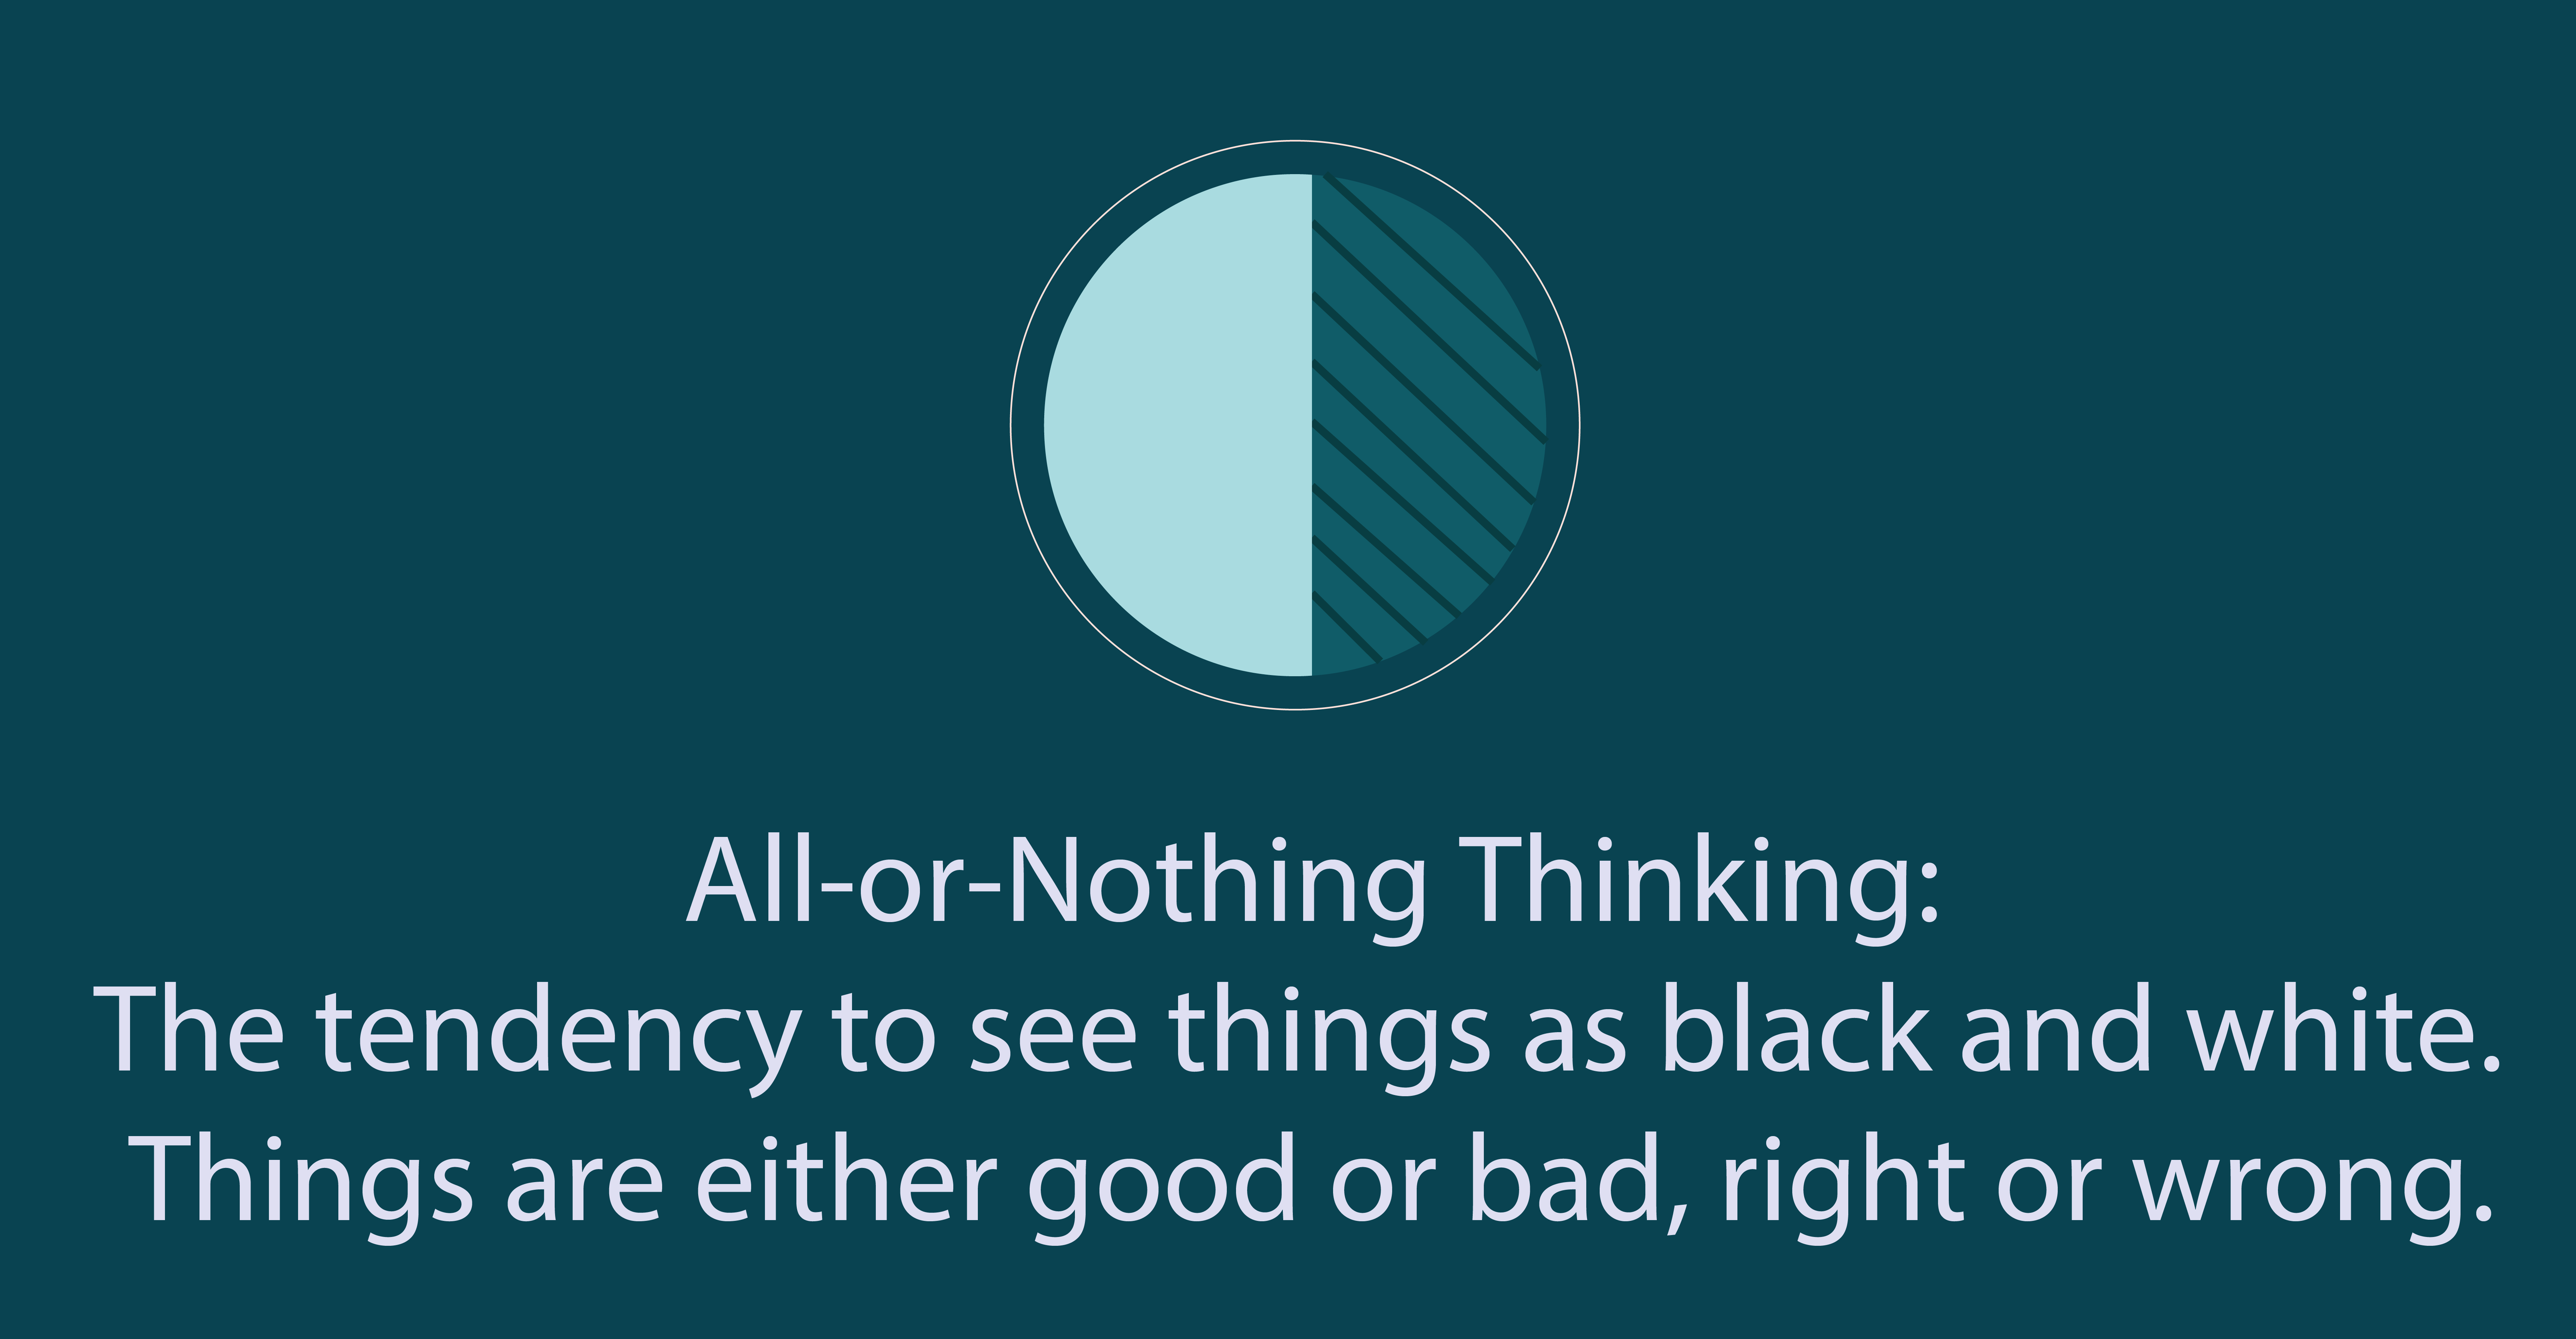 All-or-Nothing Thinking:
The tendency to see things as black and white.
Things are either good or bad, right or wrong.